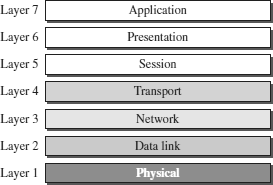 Layer 7 Application
Layer 6 Presentation
Layer 5 Session
Layer 4 Transport
Layer 3 Network
Layer 2 Data link
Layer 1 Physical